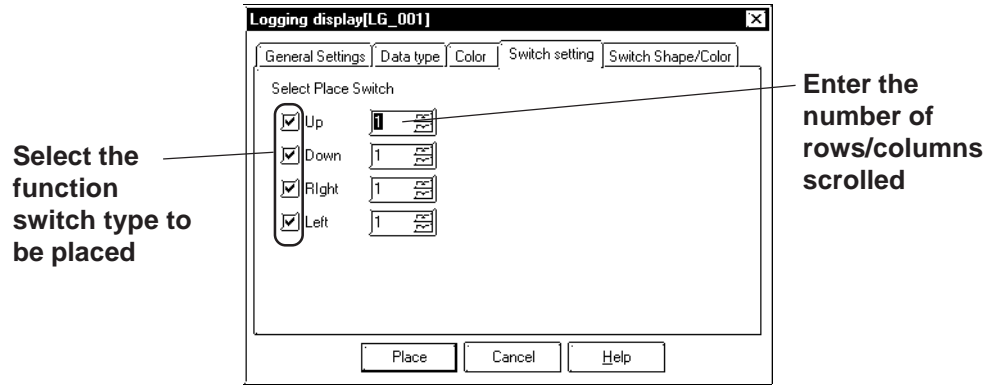 Logging display[LG_001]
General Settings Data type Color Switch setting Switch Shape/Color
Select Place Switch
Up 1
Down 1
RIght 1
Left 1
Place Cancel Help
Select the
function
switch type to
be placed
Enter the
number of
rows/columns
scrolled